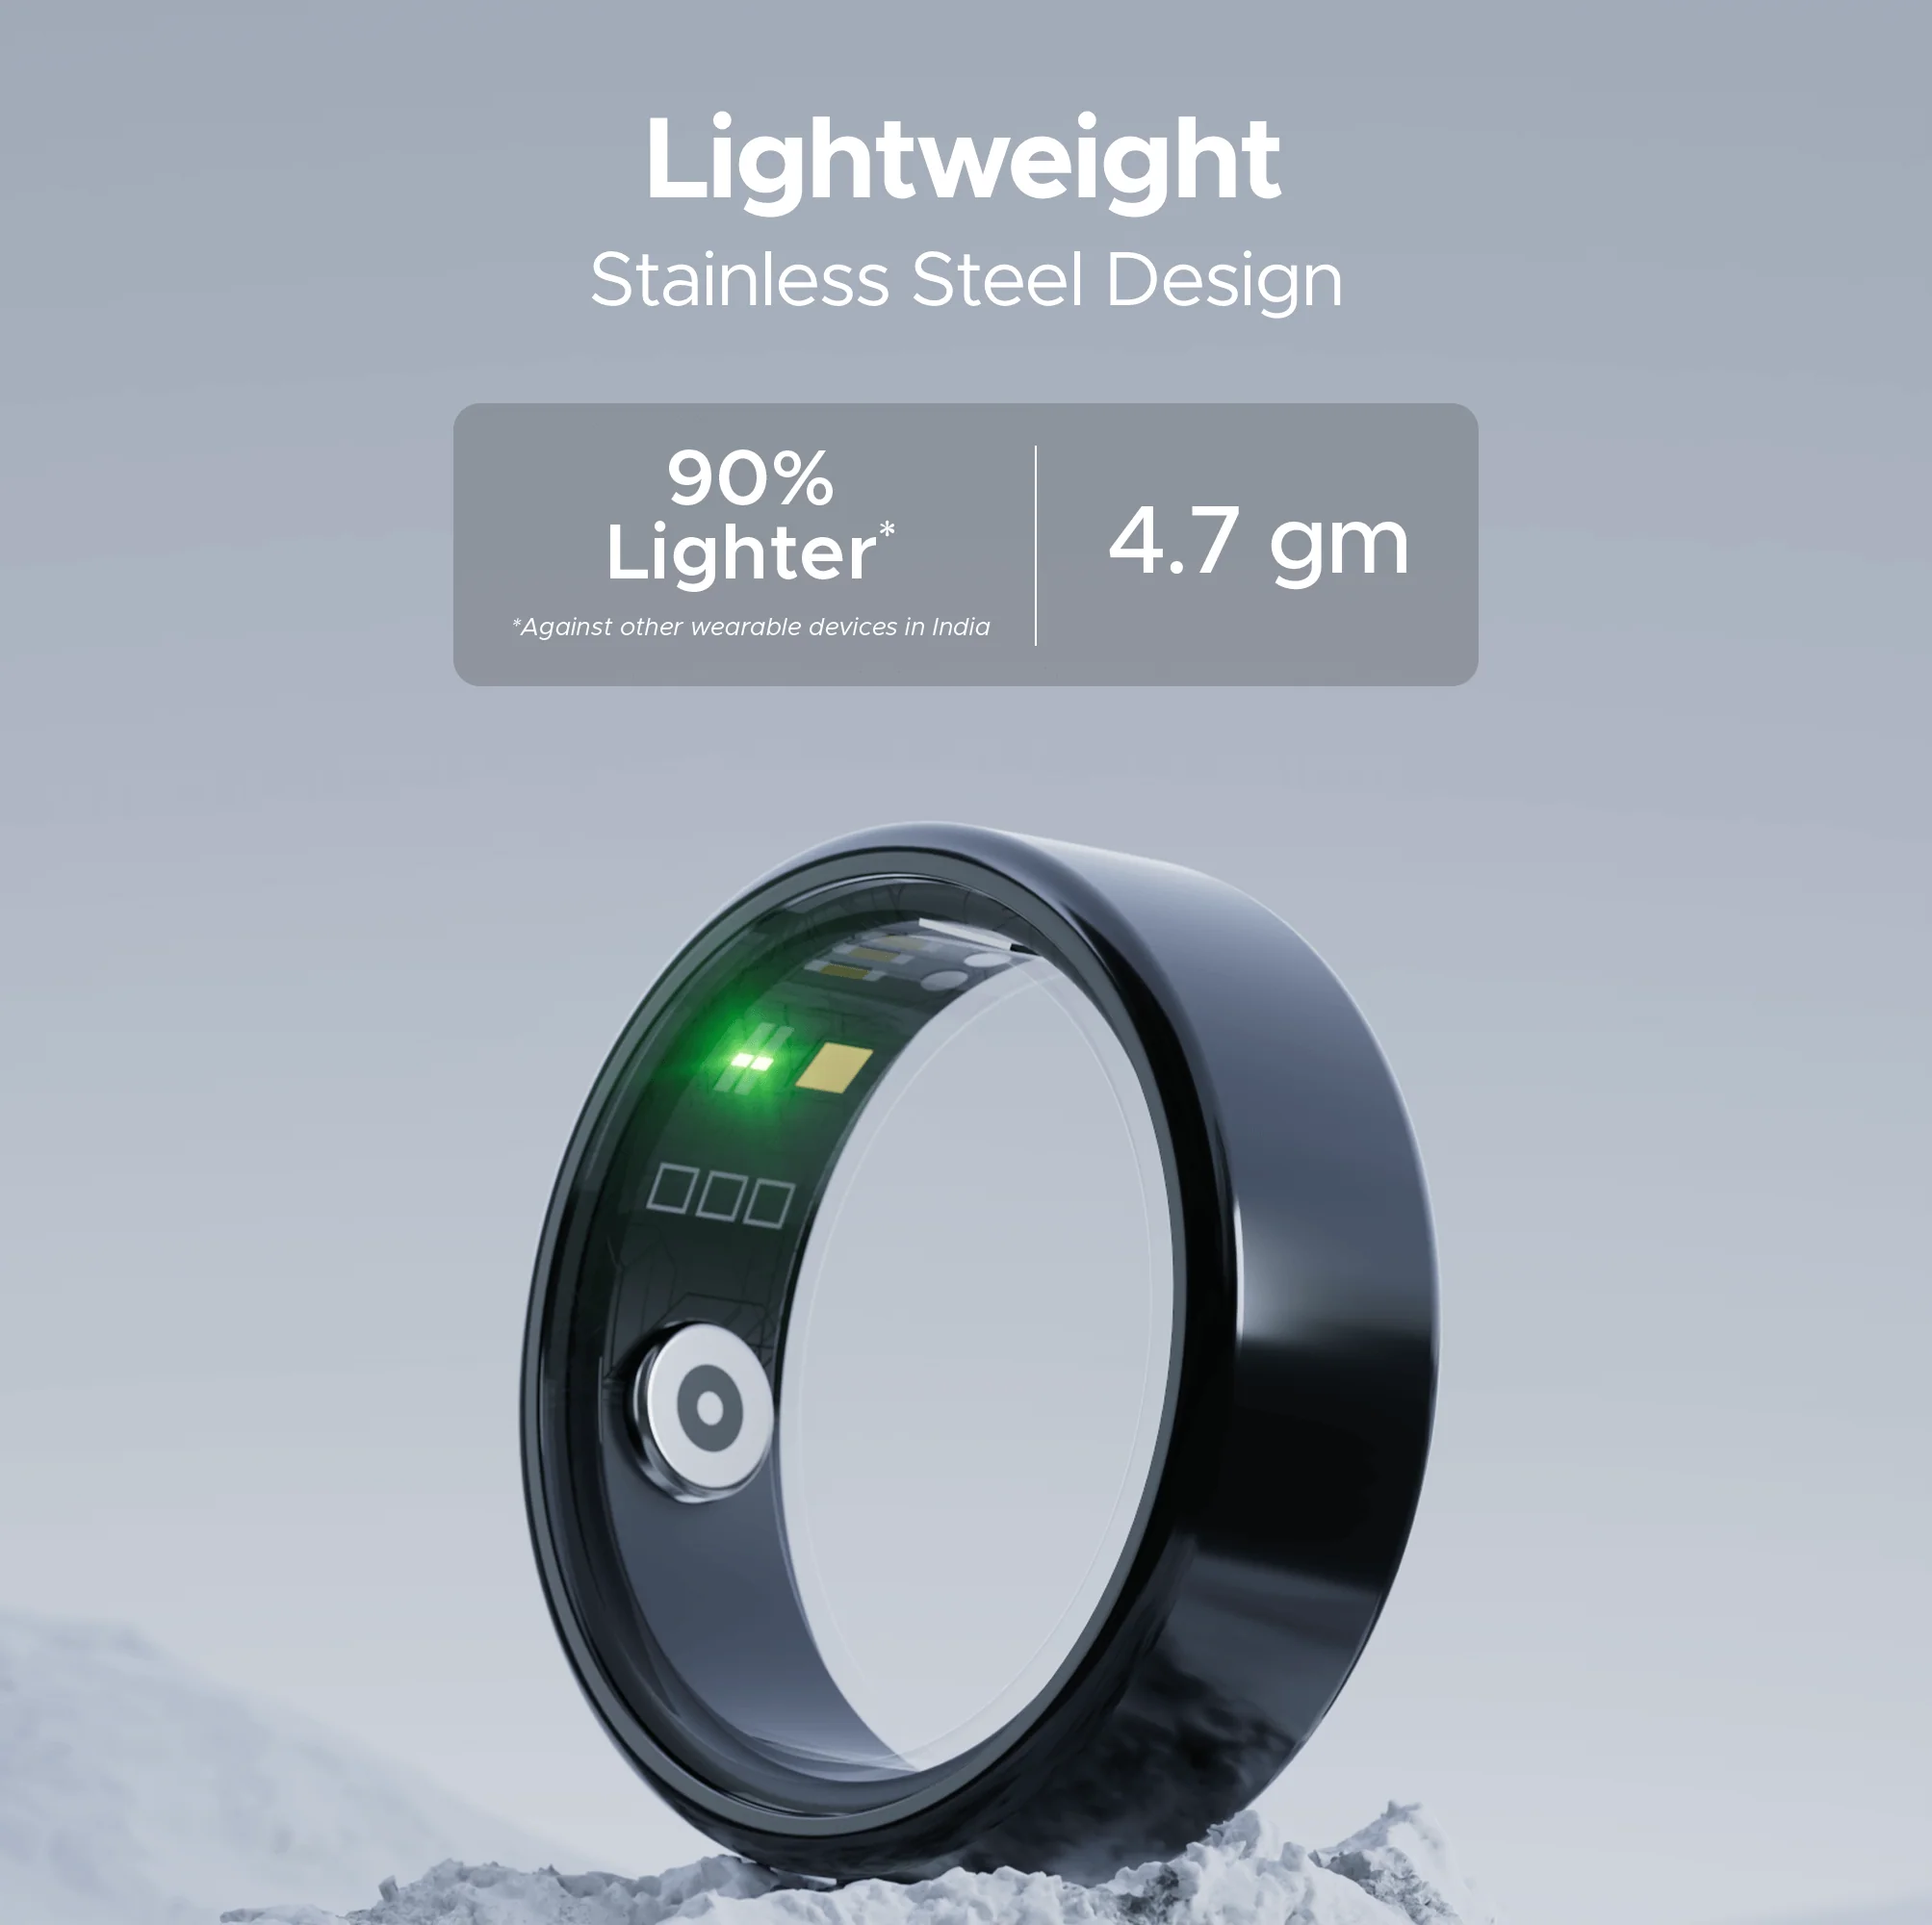 Lightweight
Stainless Steel Design
90%
Lighter*
*Against other wearable devices in India
4.7 gm